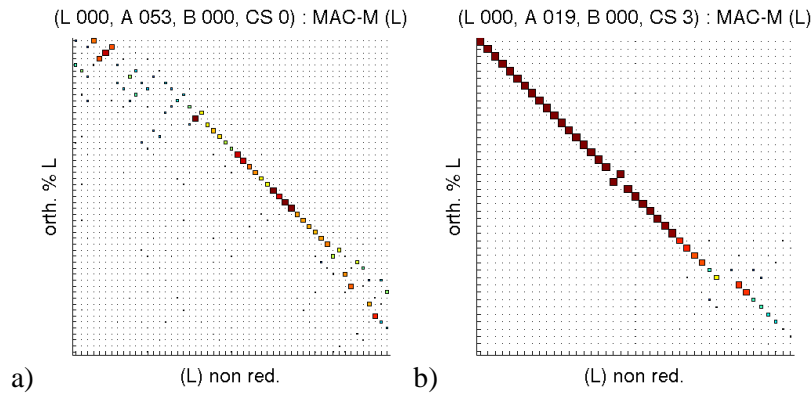 (L 000, A 053, B 000, CS 0) : MAC-M (L)
orth. % L
(L) non red.
a)
(L 000, A 019, B 000, CS 3) : MAC-M (L)
orth. % L
(L) non red.
b)